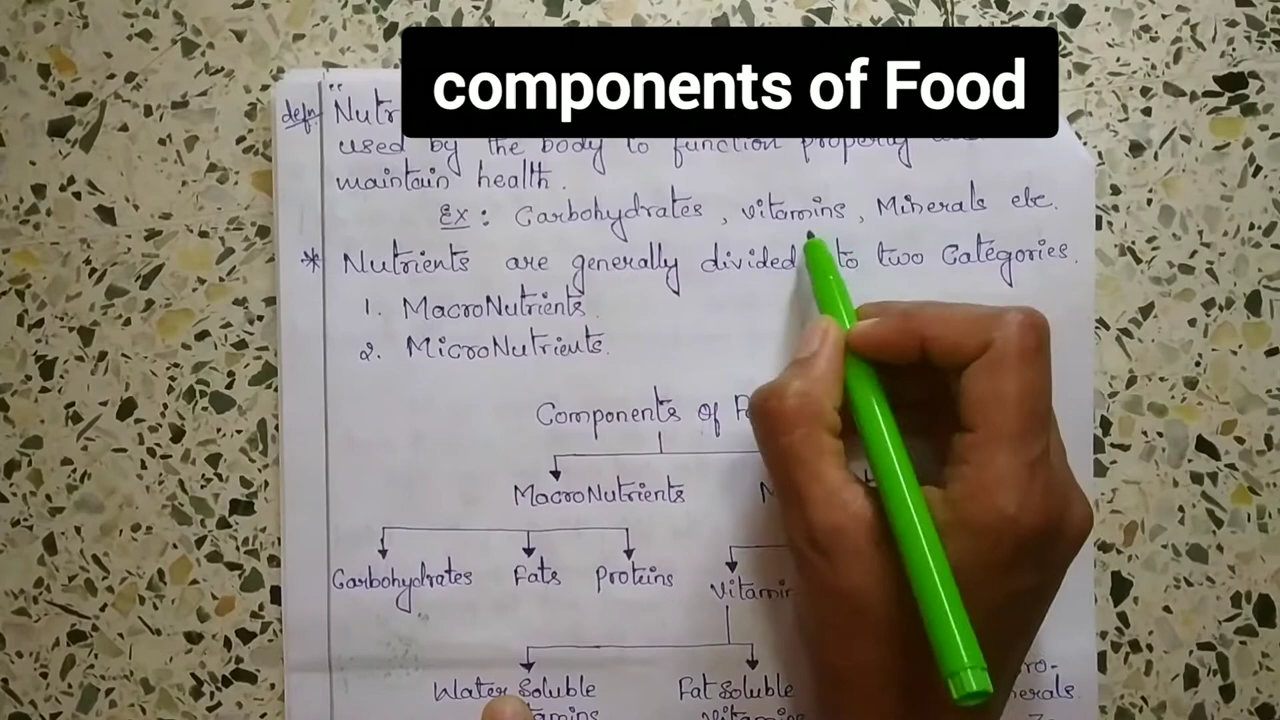 components of Food
defn:
used by the body to function property
maintain health.
Ex: Carbohydrates, vitamins, Minerals etc.
* Nutrients are generally divided to two Categories.
1. MacroNutrients.
2. MicroNutrients.
Components of
MacroNutrients
Carbohydrates Fats Proteins
Water Soluble Fat Soluble